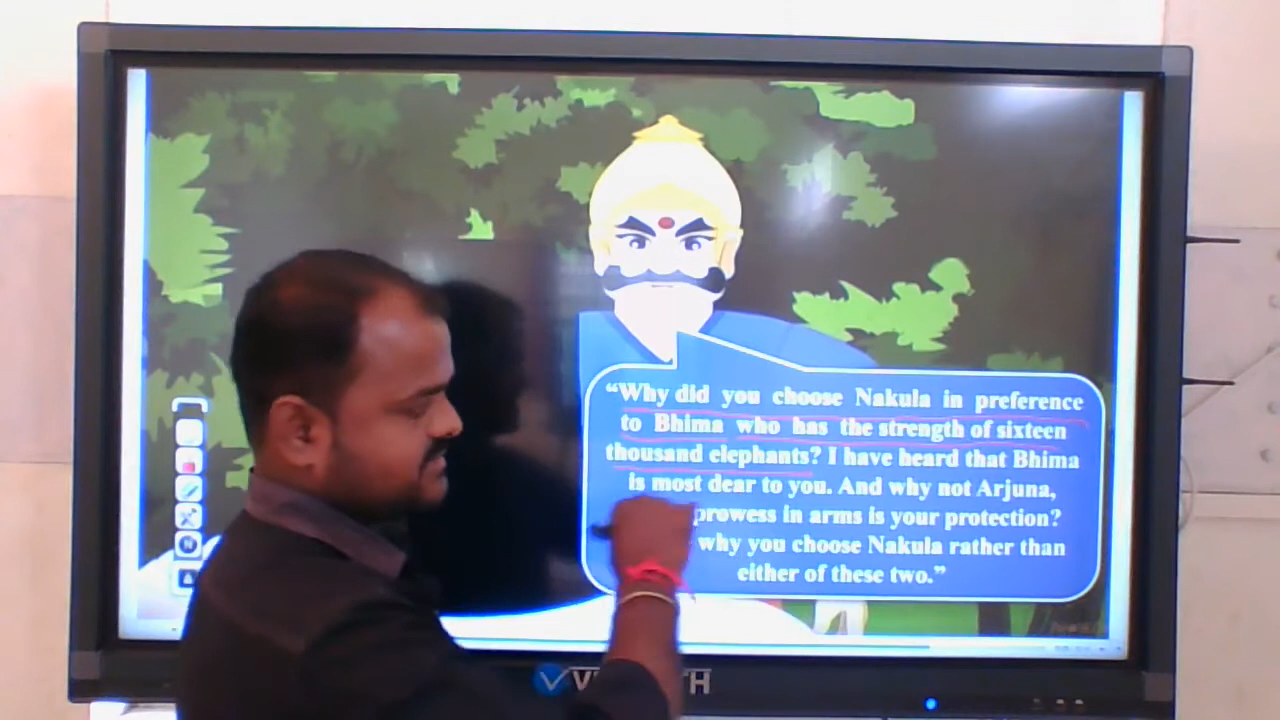 “Why did you choose Nakula in preference
to Bhima who has the strength of sixteen
thousand elephants? I have heard that Bhima
is most dear to you. And why not Arjuna,
prowess in arms is your protection?
why you choose Nakula rather than
either of these two.”